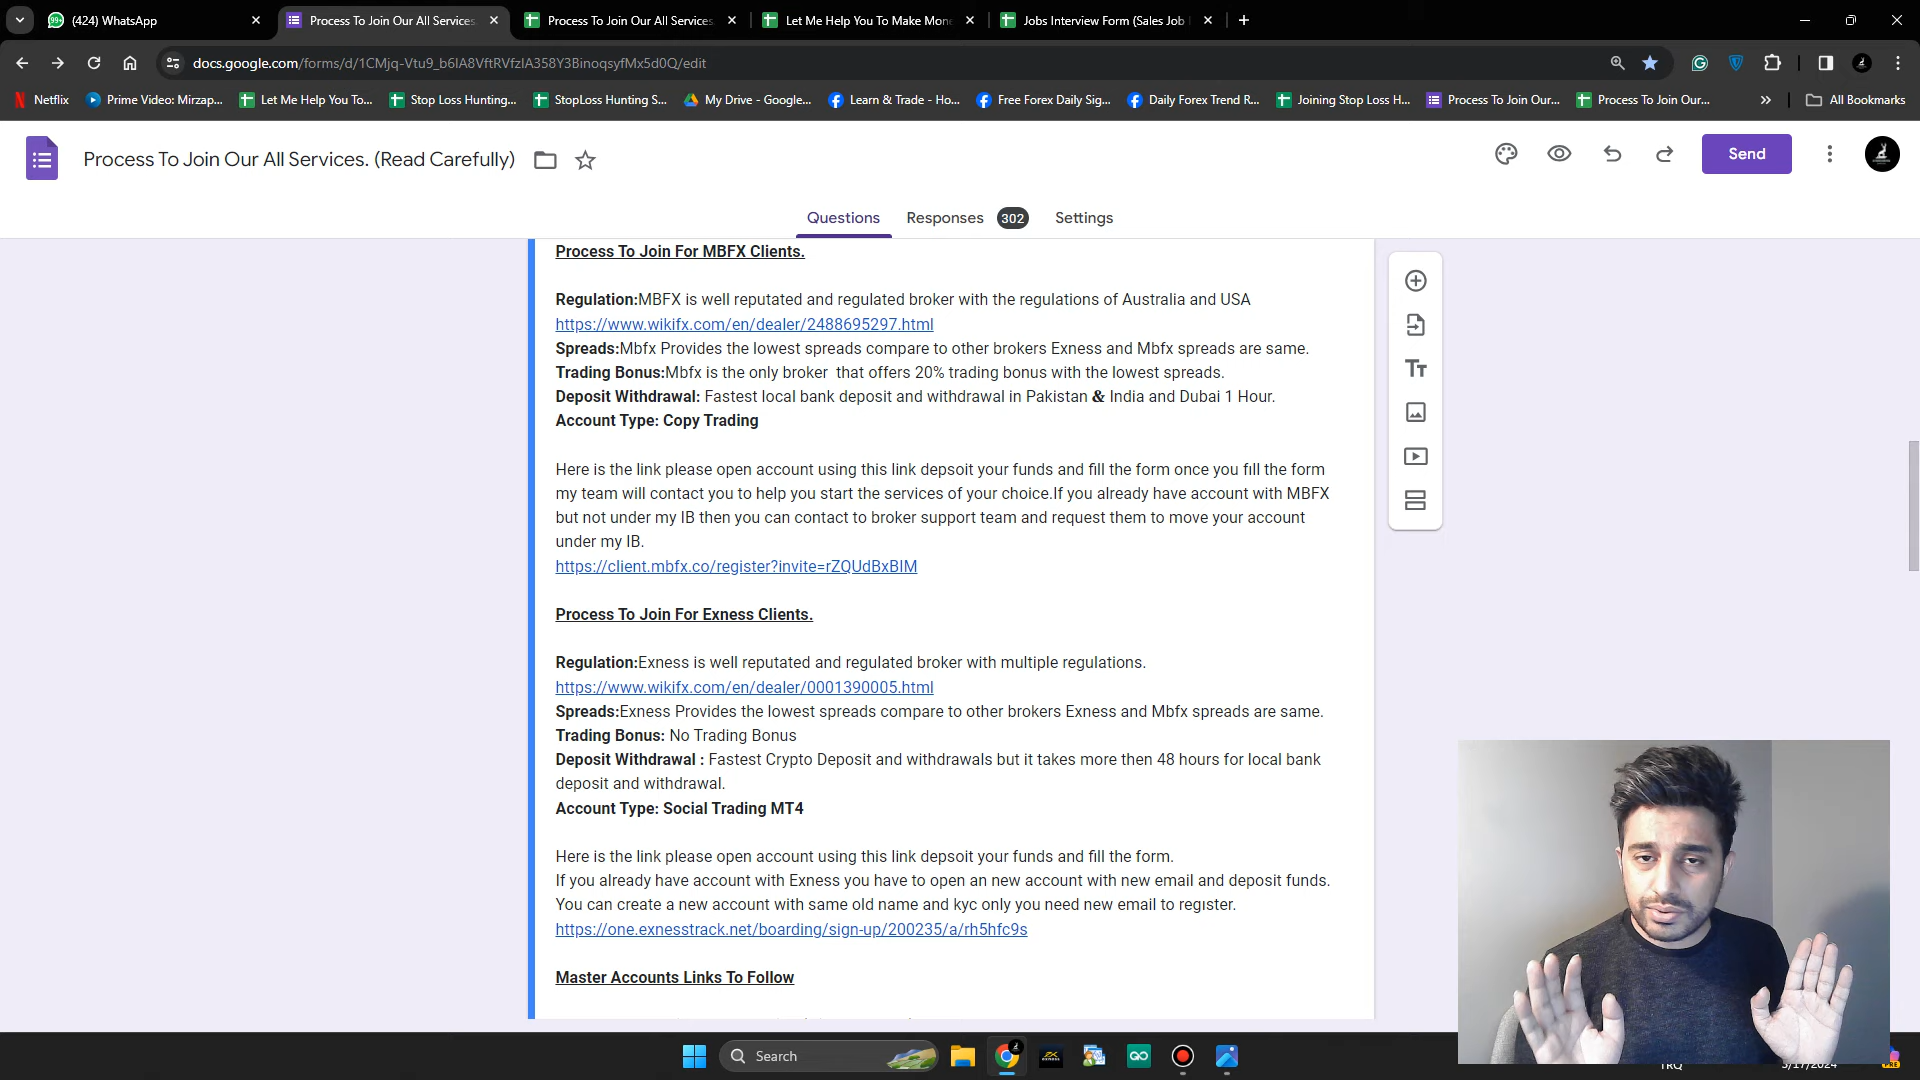 (424) WhatsApp
Process To Join Our All Services.
Process To Join Our All Services.
Let Me Help You To Make Mone
Jobs Interview Form (Sales Job
docs.google.com/forms/d/1CMjq-Vtu9_b6IA8VftRVfzIA358Y3BinoqsyfMx5d0Q/edit
Netflix
Prime Video: Mirzap...
Let Me Help You To...
Stop Loss Hunting...
StopLoss Hunting S...
My Drive - Google...
Learn & Trade - Ho...
Free Forex Daily Sig...
Daily Forex Trend R...
Joining Stop Loss H...
Process To Join Our...
Process To Join Our...
All Bookmarks
Process To Join Our All Services. (Read Carefully)
Send
Questions
Responses 302
Settings
Process To Join For MBFX Clients.
Regulation:MBFX is well reputated and regulated broker with the regulations of Australia and USA
https://www.wikifx.com/en/dealer/2488695297.html
Spreads:Mbfx Provides the lowest spreads compare to other brokers Exness and Mbfx spreads are same.
Trading Bonus:Mbfx is the only broker that offers 20% trading bonus with the lowest spreads.
Deposit Withdrawal: Fastest local bank deposit and withdrawal in Pakistan & India and Dubai 1 Hour.
Account Type: Copy Trading
Here is the link please open account using this link depsoit your funds and fill the form once you fill the form
my team will contact you to help you start the services of your choice.If you already have account with MBFX
but not under my IB then you can contact to broker support team and request them to move your account
under my IB.
https://client.mbfx.co/register?invite=rZQUdBxBIM
Process To Join For Exness Clients.
Regulation:Exness is well reputated and regulated broker with multiple regulations.
https://www.wikifx.com/en/dealer/0001390005.html
Spreads:Exness Provides the lowest spreads compare to other brokers Exness and Mbfx spreads are same.
Trading Bonus: No Trading Bonus
Deposit Withdrawal : Fastest Crypto Deposit and withdrawals but it takes more then 48 hours for local bank
deposit and withdrawal.
Account Type: Social Trading MT4
Here is the link please open account using this link depsoit your funds and fill the form.
If you already have account with Exness you have to open an new account with new email and deposit funds.
You can create a new account with same old name and kyc only you need new email to register.
https://one.exnesstrack.net/boarding/sign-up/200235/a/rh5hfc9s
Master Accounts Links To Follow
Search